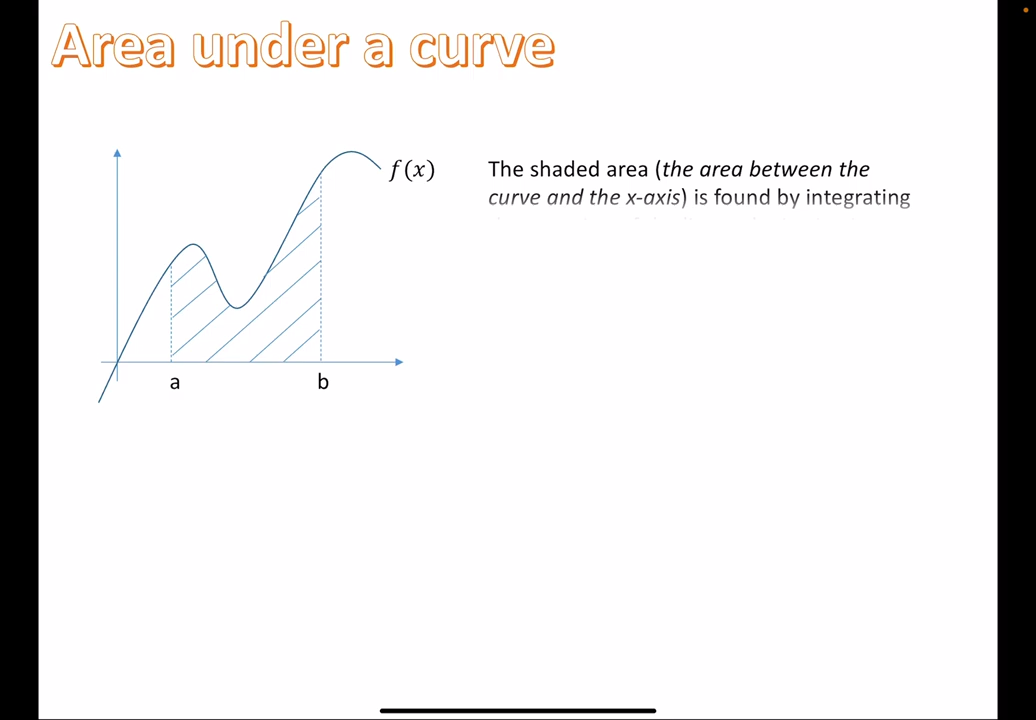 Area under a curve
f(x)
The shaded area (the area between the
curve and the x-axis) is found by integrating
a
b